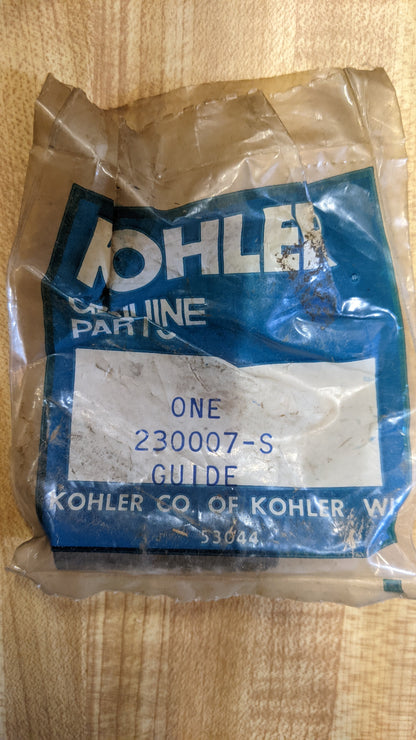 KOHLER
GENUINE
PARTS
ONE
230007-S
GUIDE
KOHLER CO. OF KOHLER, WI
53044